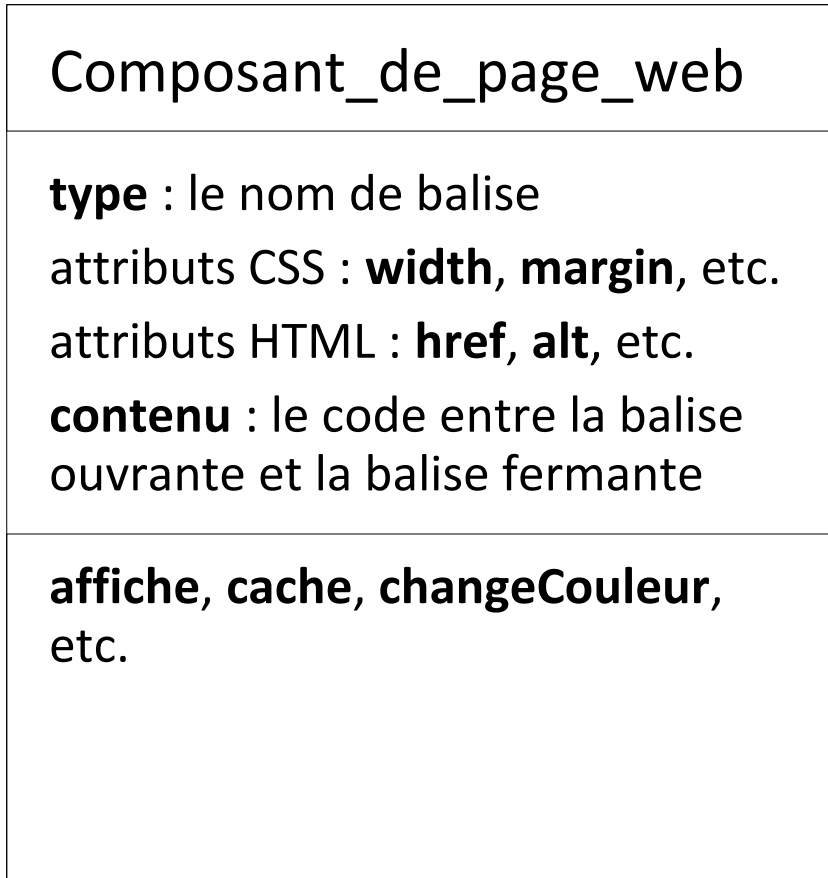 Composant_de_page_web
type : le nom de balise
attributs CSS : width, margin, etc.
attributs HTML : href, alt, etc.
contenu : le code entre la balise
ouvrante et la balise fermante
affiche, cache, changeCouleur,
etc.